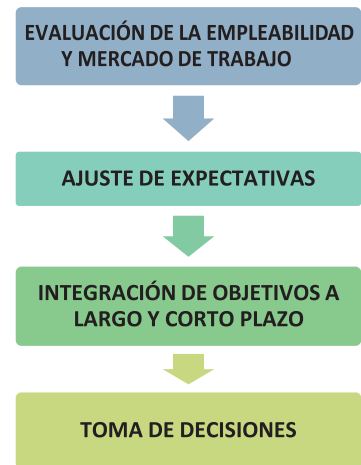 EVALUACIÓN DE LA EMPLEABILIDAD
Y MERCADO DE TRABAJO
AJUSTE DE EXPECTATIVAS
INTEGRACIÓN DE OBJETIVOS A
LARGO Y CORTO PLAZO
TOMA DE DECISIONES